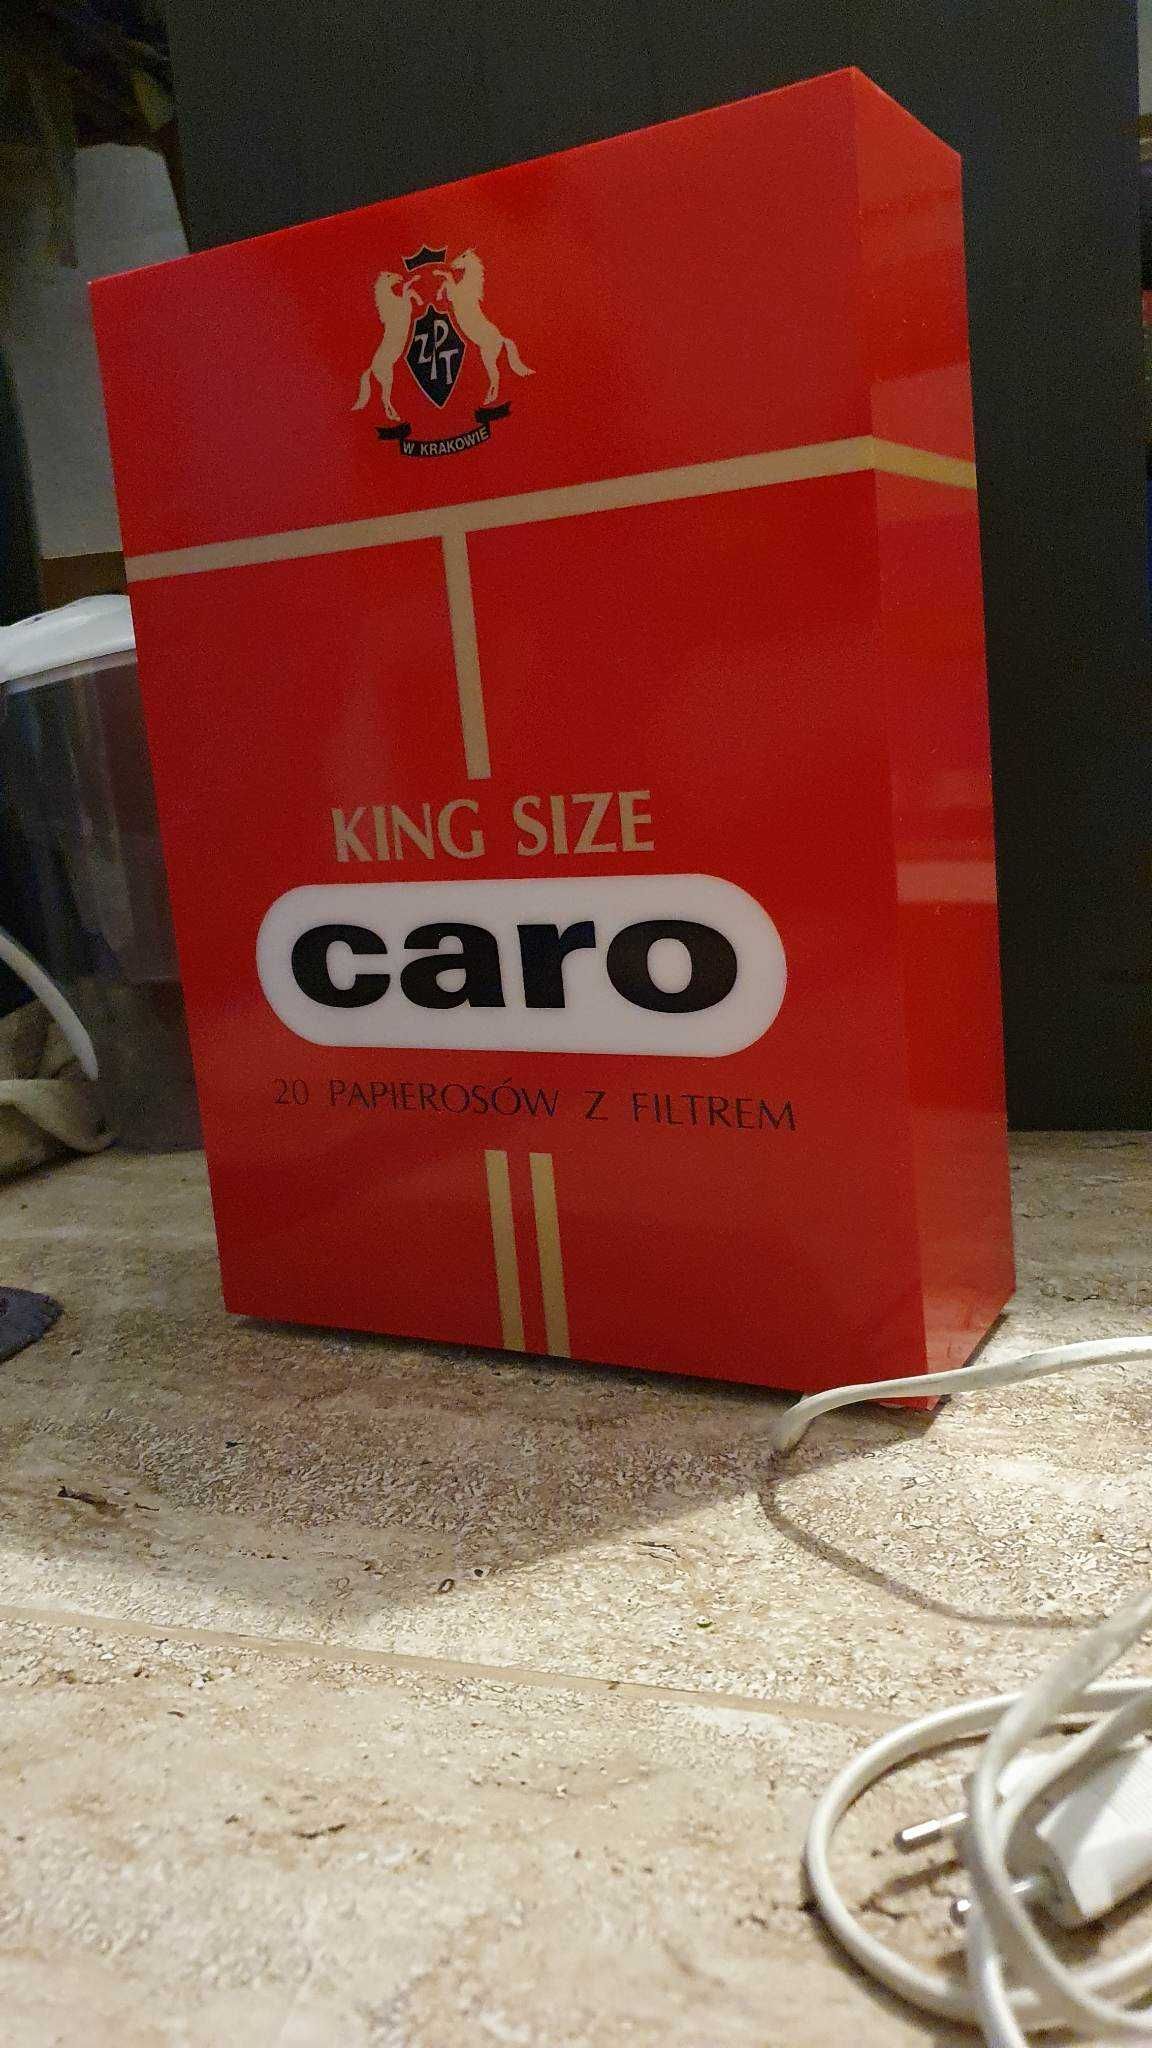 ZPT
W KRAKOWIE
KING SIZE
caro
20 PAPIEROSÓW Z FILTREM